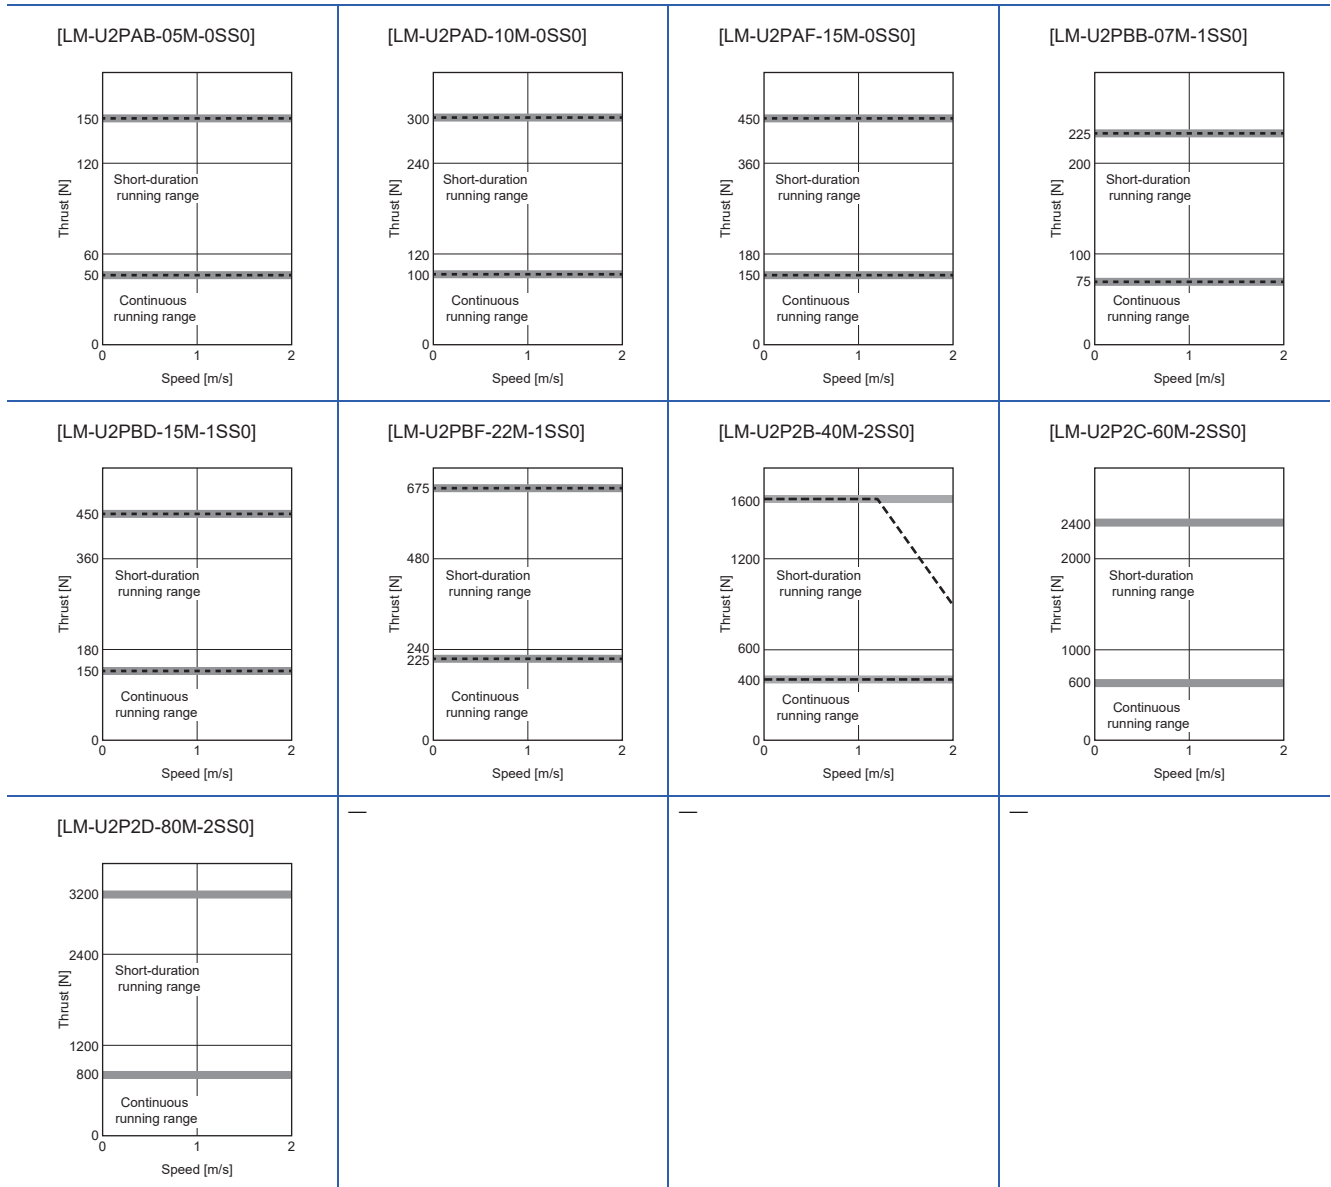 [LM-U2PAB-05M-0SS0]
150
120
60
50
0
Thrust [N]
Short-duration
running range
Continuous
running range
0 1 2
Speed [m/s]
[LM-U2PAD-10M-0SS0]
300
240
120
100
0
Thrust [N]
Short-duration
running range
Continuous
running range
0 1 2
Speed [m/s]
[LM-U2PAF-15M-0SS0]
450
360
180
150
0
Thrust [N]
Short-duration
running range
Continuous
running range
0 1 2
Speed [m/s]
[LM-U2PBB-07M-1SS0]
225
200
100
75
0
Thrust [N]
Short-duration
running range
Continuous
running range
0 1 2
Speed [m/s]
[LM-U2PBD-15M-1SS0]
450
360
180
150
0
Thrust [N]
Short-duration
running range
Continuous
running range
0 1 2
Speed [m/s]
[LM-U2PBF-22M-1SS0]
675
480
240
225
0
Thrust [N]
Short-duration
running range
Continuous
running range
0 1 2
Speed [m/s]
[LM-U2P2B-40M-2SS0]
1600
1200
600
400
0
Thrust [N]
Short-duration
running range
Continuous
running range
0 1 2
Speed [m/s]
[LM-U2P2C-60M-2SS0]
2400
2000
1000
600
0
Thrust [N]
Short-duration
running range
Continuous
running range
0 1 2
Speed [m/s]
[LM-U2P2D-80M-2SS0]
3200
2400
1200
800
0
Thrust [N]
Short-duration
running range
Continuous
running range
0 1 2
Speed [m/s]
—
—
—